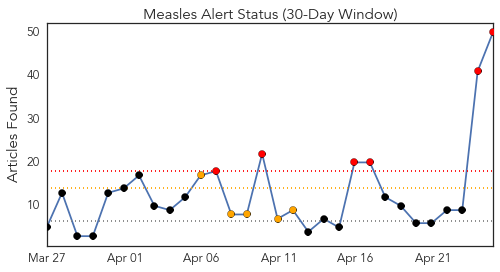 Measles Alert Status (30-Day Window)
Articles Found
50
40
30
20
10
Mar 27 Apr 01 Apr 06 Apr 11 Apr 16 Apr 21